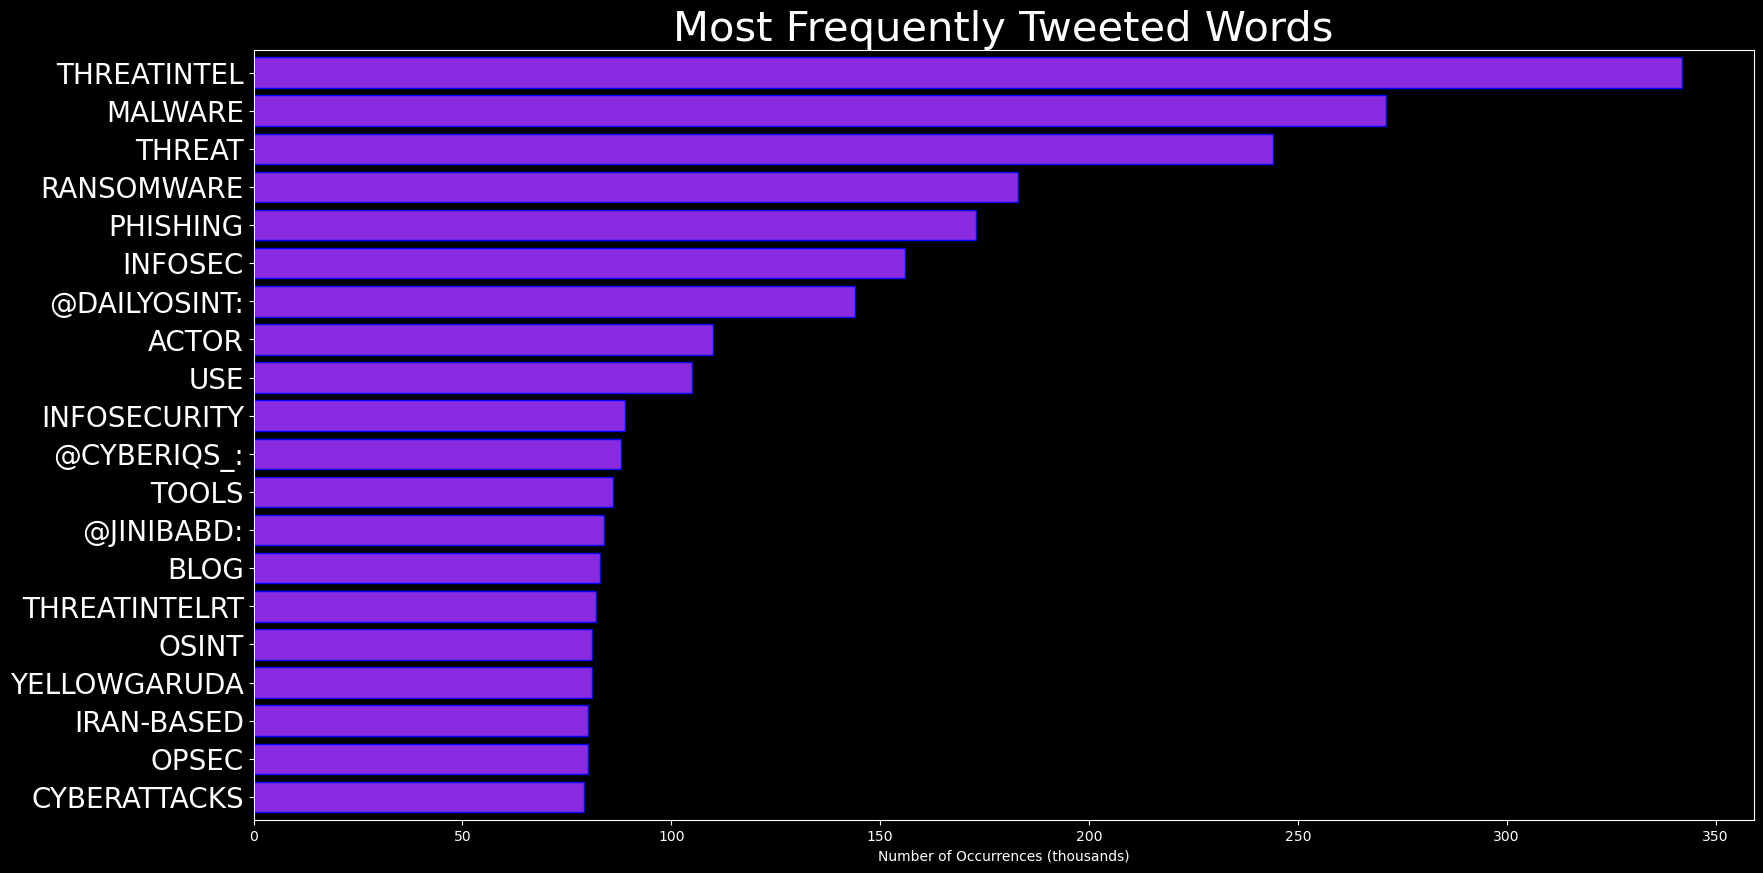 Most Frequently Tweeted Words
THREATINTEL
MALWARE
THREAT
RANSOMWARE
PHISHING
INFOSEC
@DAILYOSINT:
ACTOR
USE
INFOSECURITY
@CYBERIQS_:
TOOLS
@JINIBABD:
BLOG
THREATINTELRT
OSINT
YELLOWGARUDA
IRAN-BASED
OPSEC
CYBERATTACKS
0 50 100 150 200 250 300 350
Number of Occurrences (thousands)